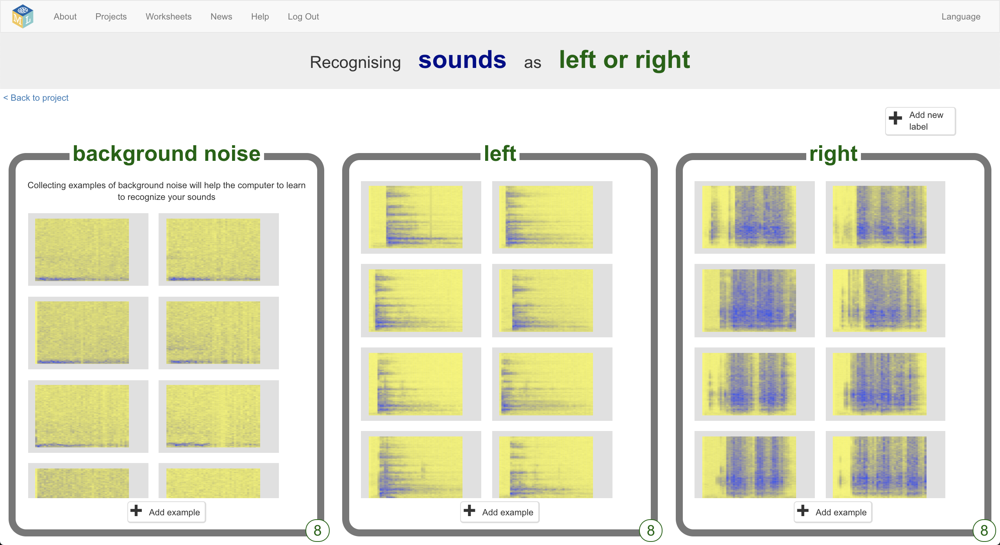 M L
About Projects Worksheets News Help Log Out Language
Recognising sounds as left or right
< Back to project
Add new
label
background noise
Collecting examples of background noise will help the computer to learn
to recognize your sounds
Add example
8
left
Add example
8
right
Add example
8